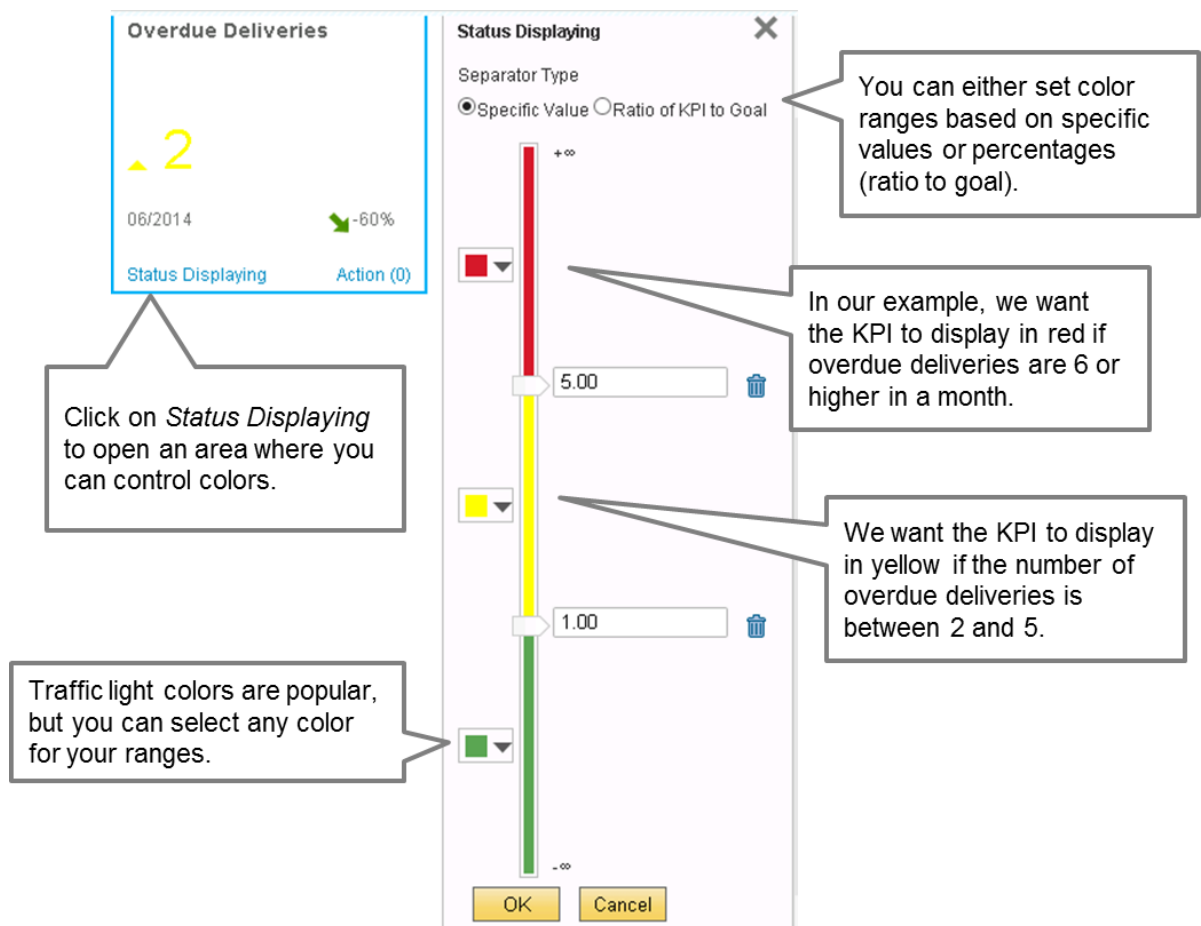 Overdue Deliveries
2
06/2014
-60%
Status Displaying
Action (0)
Click on Status Displaying
to open an area where you
can control colors.
Traffic light colors are popular,
but you can select any color
for your ranges.
Status Displaying
Separator Type
Specific Value Ratio of KPI to Goal
+∞
5.00
1.00
-∞
OK
Cancel
You can either set color
ranges based on specific
values or percentages
(ratio to goal).
In our example, we want
the KPI to display in red if
overdue deliveries are 6 or
higher in a month.
We want the KPI to display
in yellow if the number of
overdue deliveries is
between 2 and 5.